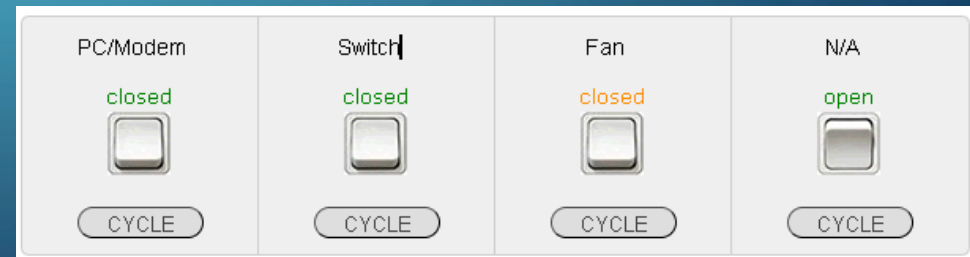 PC/Modem Switch Fan N/A
closed closed closed open
CYCLE CYCLE CYCLE CYCLE